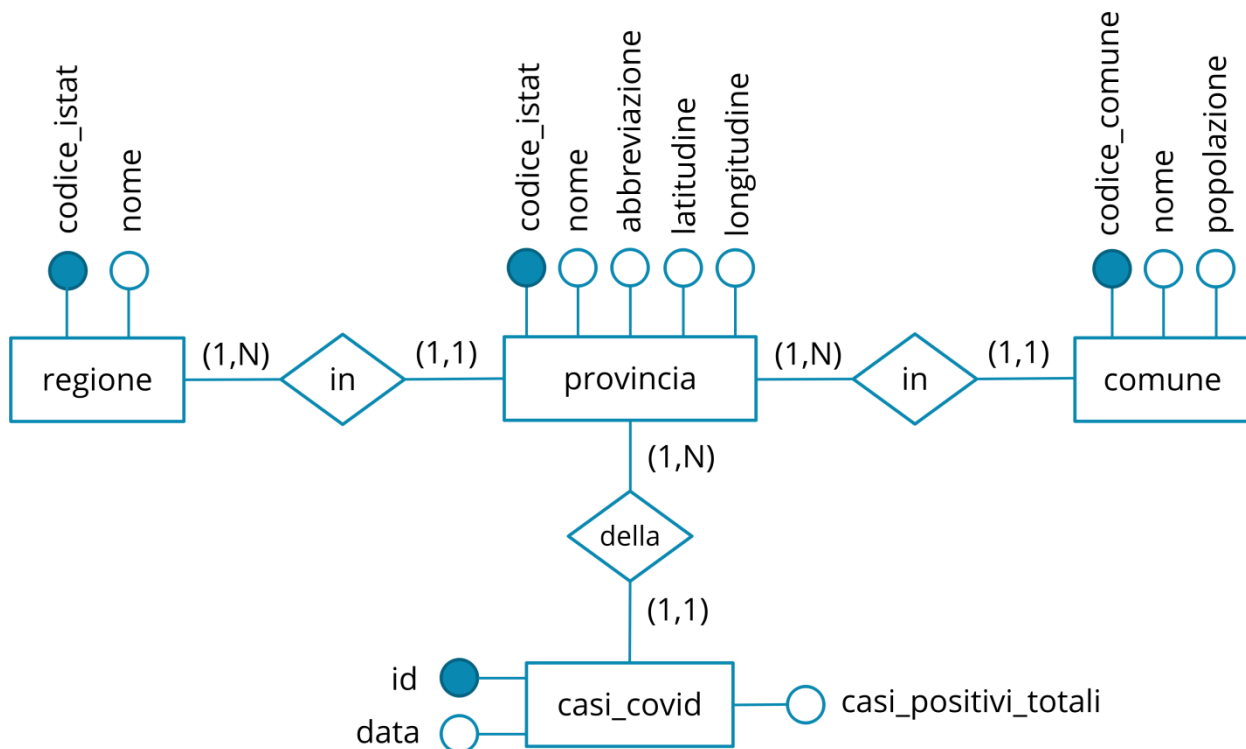 codice_istat
nome
codice_istat
nome
abbreviazione
latitudine
longitudine
codice_comune
nome
popolazione
regione
(1,N)
in
(1,1)
provincia
(1,N)
in
(1,1)
comune
(1,N)
della
(1,1)
id
data
casi_covid
casi_positivi_totali